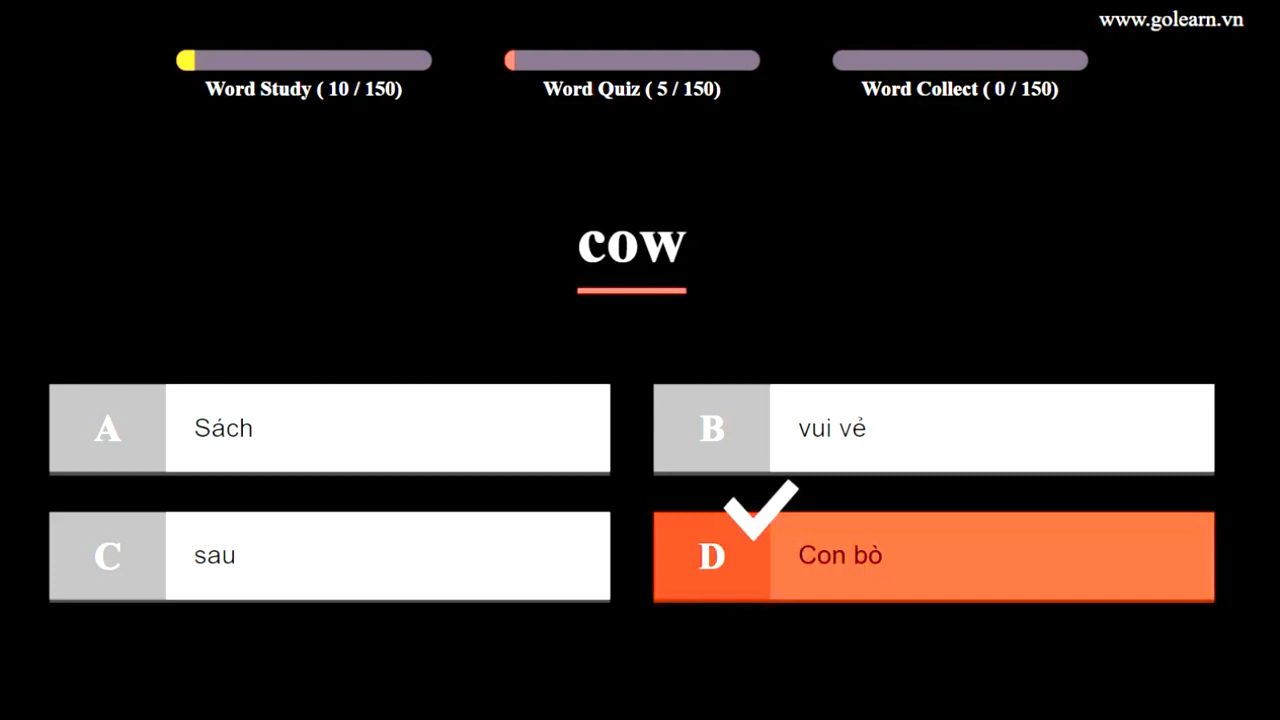 www.golearn.vn
Word Study ( 10 / 150)
Word Quiz ( 5 / 150)
Word Collect ( 0 / 150)
cow
A Sách
B vui vẻ
C sau
D Con bò